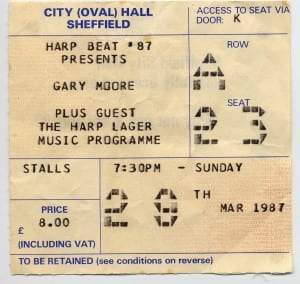 CITY (OVAL) HALL
SHEFFIELD
ACCESS TO SEAT VIA
DOOR: K
HARP BEAT '87
PRESENTS
GARY MOORE
PLUS GUEST
THE HARP LAGER
MUSIC PROGRAMME
ROW
A
SEAT
23
STALLS
7:30PM - SUNDAY
29 TH
MAR 1987
PRICE
£ 8.00
(INCLUDING VAT)
TO BE RETAINED (see conditions on reverse)